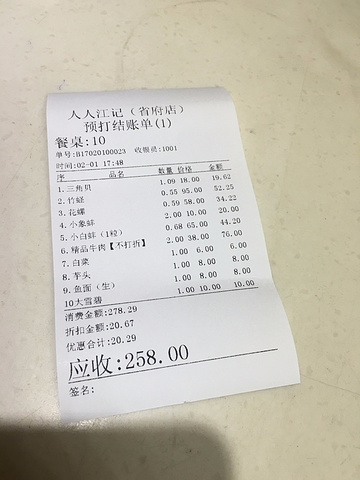 人人江记（省府店）
预打结账单(1)
餐桌:10
单号:B17020100023 收银员:1001
时间:02-01 17:48
序 品名 数量 价格 金额
1.三角贝 1.09 18.00 19.62
2.竹蛏 0.55 95.00 52.25
3.花螺 0.59 58.00 34.22
4.小象蚌 2.00 10.00 20.00
5.小白蚌（1粒） 0.68 65.00 44.20
6.精品牛肉【不打折】 2.00 38.00 76.00
7.白菜 1.00 6.00 6.00
8.芋头 1.00 8.00 8.00
9.鱼面（生） 1.00 8.00 8.00
10大雪碧 1.00 10.00 10.00
消费金额:278.29
折扣金额:20.67
优惠合计:20.29
应收:258.00
签名: